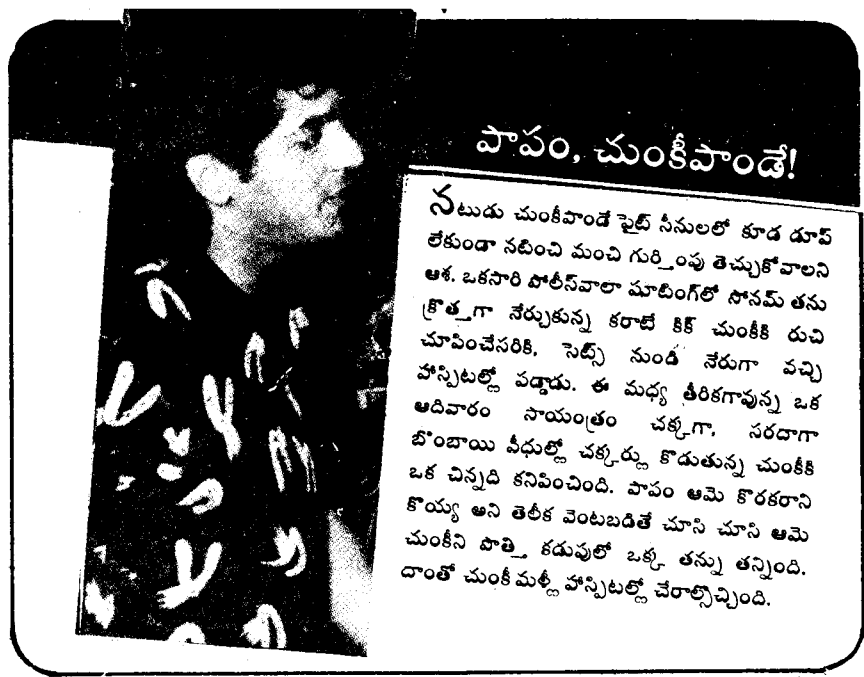 పాపం, చుంకీపాండే!
నటుడు చుంకీపాండే ఫైట్ సీనులలో కూడ డూప్
లేకుండా నటించి మంచి గుర్తింపు తెచ్చుకోవాలని
ఆశ. ఒకసారి పోలీస్‌వాలా షూటింగ్‌లో సోనమ్ తను
క్రొత్తగా నేర్చుకున్న కరాటే కిక్ చుంకీకి రుచి
చూపించేసరికి, సెట్స్ నుండి నేరుగా వచ్చి
హాస్పిటల్లో పడ్డాడు. ఈ మధ్య తీరికగావున్న ఒక
ఆదివారం సాయంత్రం చక్కగా, సరదాగా
బొంబాయి వీధుల్లో చక్కర్లు కొడుతున్న చుంకీకి
ఒక చిన్నది కనిపించింది. పాపం ఆమె కొరకరాని
కొయ్య అని తెలీక వెంటబడితే చూసి చూసి ఆమె
చుంకీని పొత్తి కడుపులో ఒక్క తన్ను తన్నింది.
దాంతో చుంకీ మళ్లీ హాస్పిటల్లో చేరాల్సొచ్చింది.